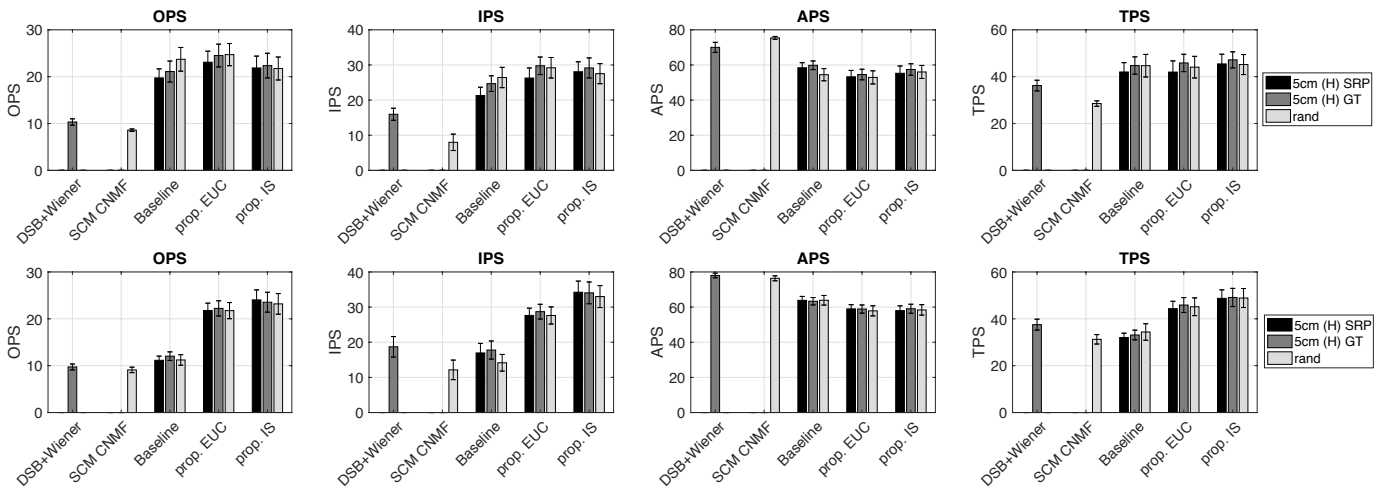 OPS
IPS
APS
TPS
30
20
10
0
OPS
DSB+Wiener
SCM CNMF
Baseline
prop. EUC
prop. IS
40
30
20
10
0
IPS
DSB+Wiener
SCM CNMF
Baseline
prop. EUC
prop. IS
80
60
40
20
0
APS
DSB+Wiener
SCM CNMF
Baseline
prop. EUC
prop. IS
60
40
20
0
TPS
DSB+Wiener
SCM CNMF
Baseline
prop. EUC
prop. IS
5cm (H) SRP
5cm (H) GT
rand
OPS
IPS
APS
TPS
30
20
10
0
OPS
DSB+Wiener
SCM CNMF
Baseline
prop. EUC
prop. IS
40
30
20
10
0
IPS
DSB+Wiener
SCM CNMF
Baseline
prop. EUC
prop. IS
80
60
40
20
0
APS
DSB+Wiener
SCM CNMF
Baseline
prop. EUC
prop. IS
60
40
20
0
TPS
DSB+Wiener
SCM CNMF
Baseline
prop. EUC
prop. IS
5cm (H) SRP
5cm (H) GT
rand